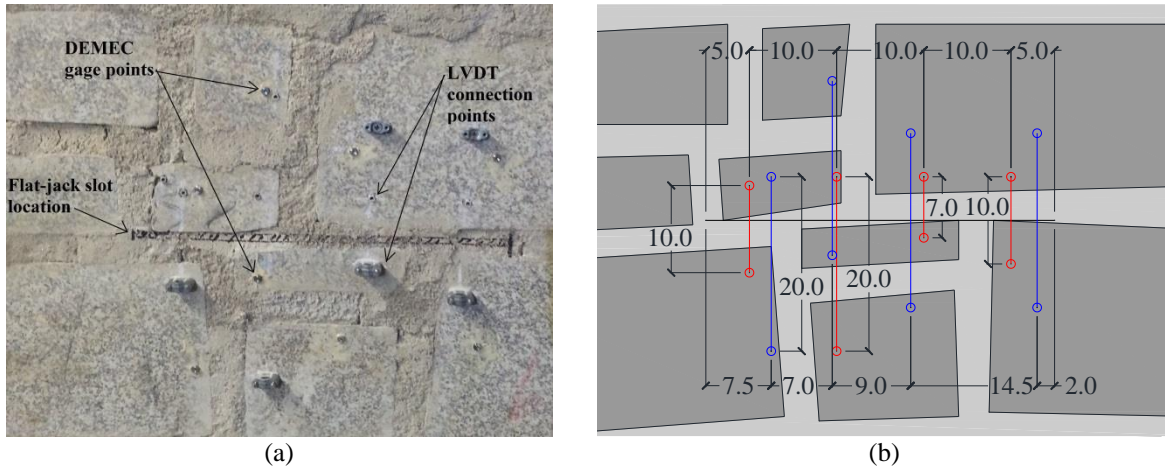 DEMEC
gage points
LVDT
connection
points
Flat-jack slot
location
(a)
5.0 10.0 10.0 10.0 5.0
10.0 20.0 20.0 7.0 10.0
7.5 7.0 9.0 14.5 2.0
(b)